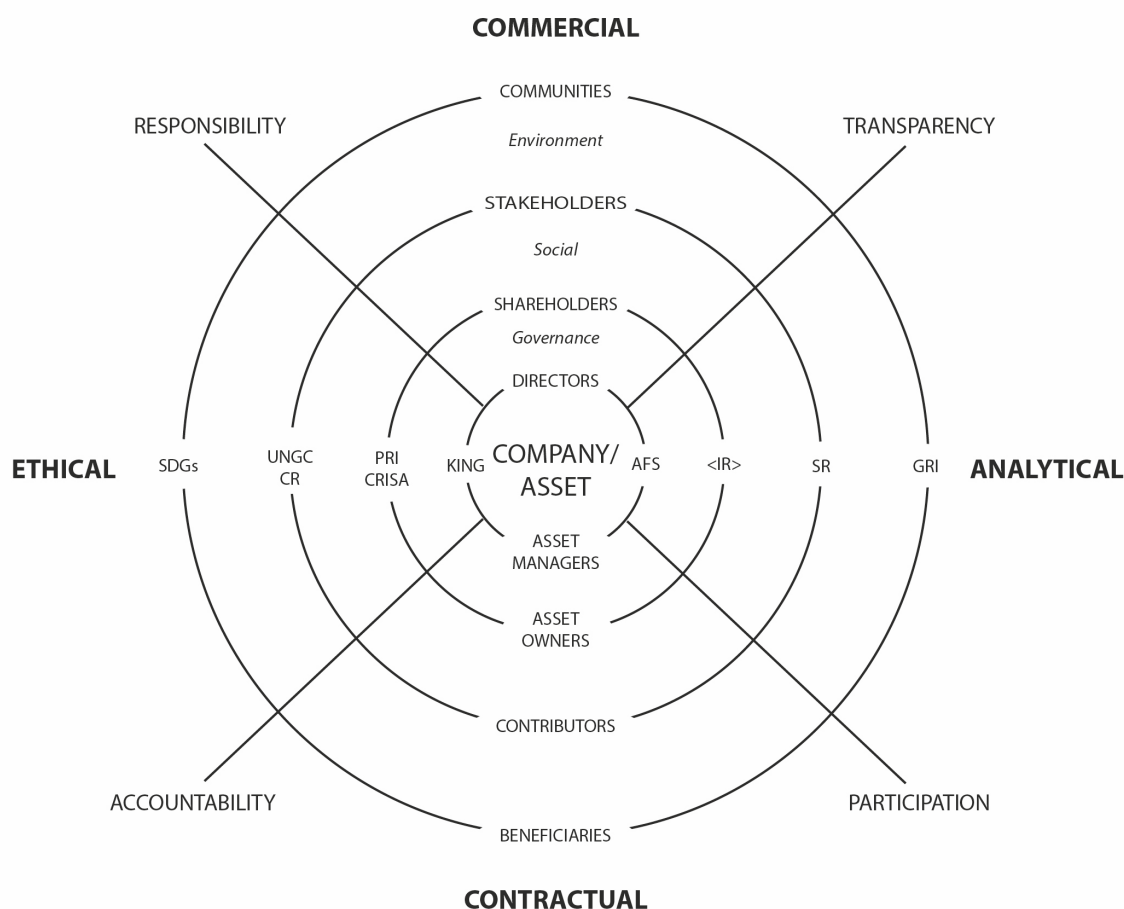 COMMERCIAL
COMMUNITIES
RESPONSIBILITY
TRANSPARENCY
Environment
STAKEHOLDERS
Social
SHAREHOLDERS
Governance
DIRECTORS
ETHICAL
SDGs
UNGC
CR
PRI
CRISA
KING
COMPANY/
ASSET
AFS
<IR>
SR
GRI
ANALYTICAL
ASSET
MANAGERS
ASSET
OWNERS
CONTRIBUTORS
ACCOUNTABILITY
PARTICIPATION
BENEFICIARIES
CONTRACTUAL